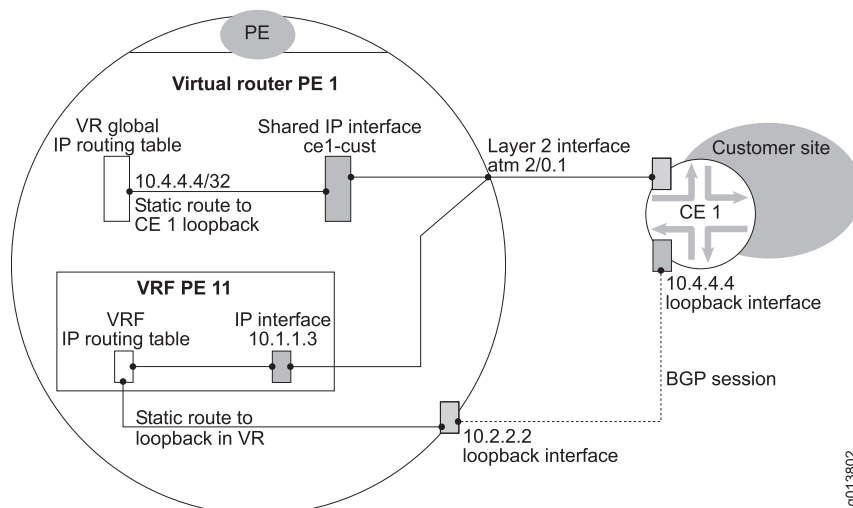 PE
Virtual router PE 1
VR global
IP routing table
Shared IP interface
ce1-cust
Layer 2 interface
atm 2/0.1
Customer site
10.4.4.4/32
Static route to
CE 1 loopback
CE 1
10.4.4.4
loopback interface
VRF PE 11
VRF
IP routing table
IP interface
10.1.1.3
BGP session
Static route to
loopback in VR
10.2.2.2
loopback interface
g013802